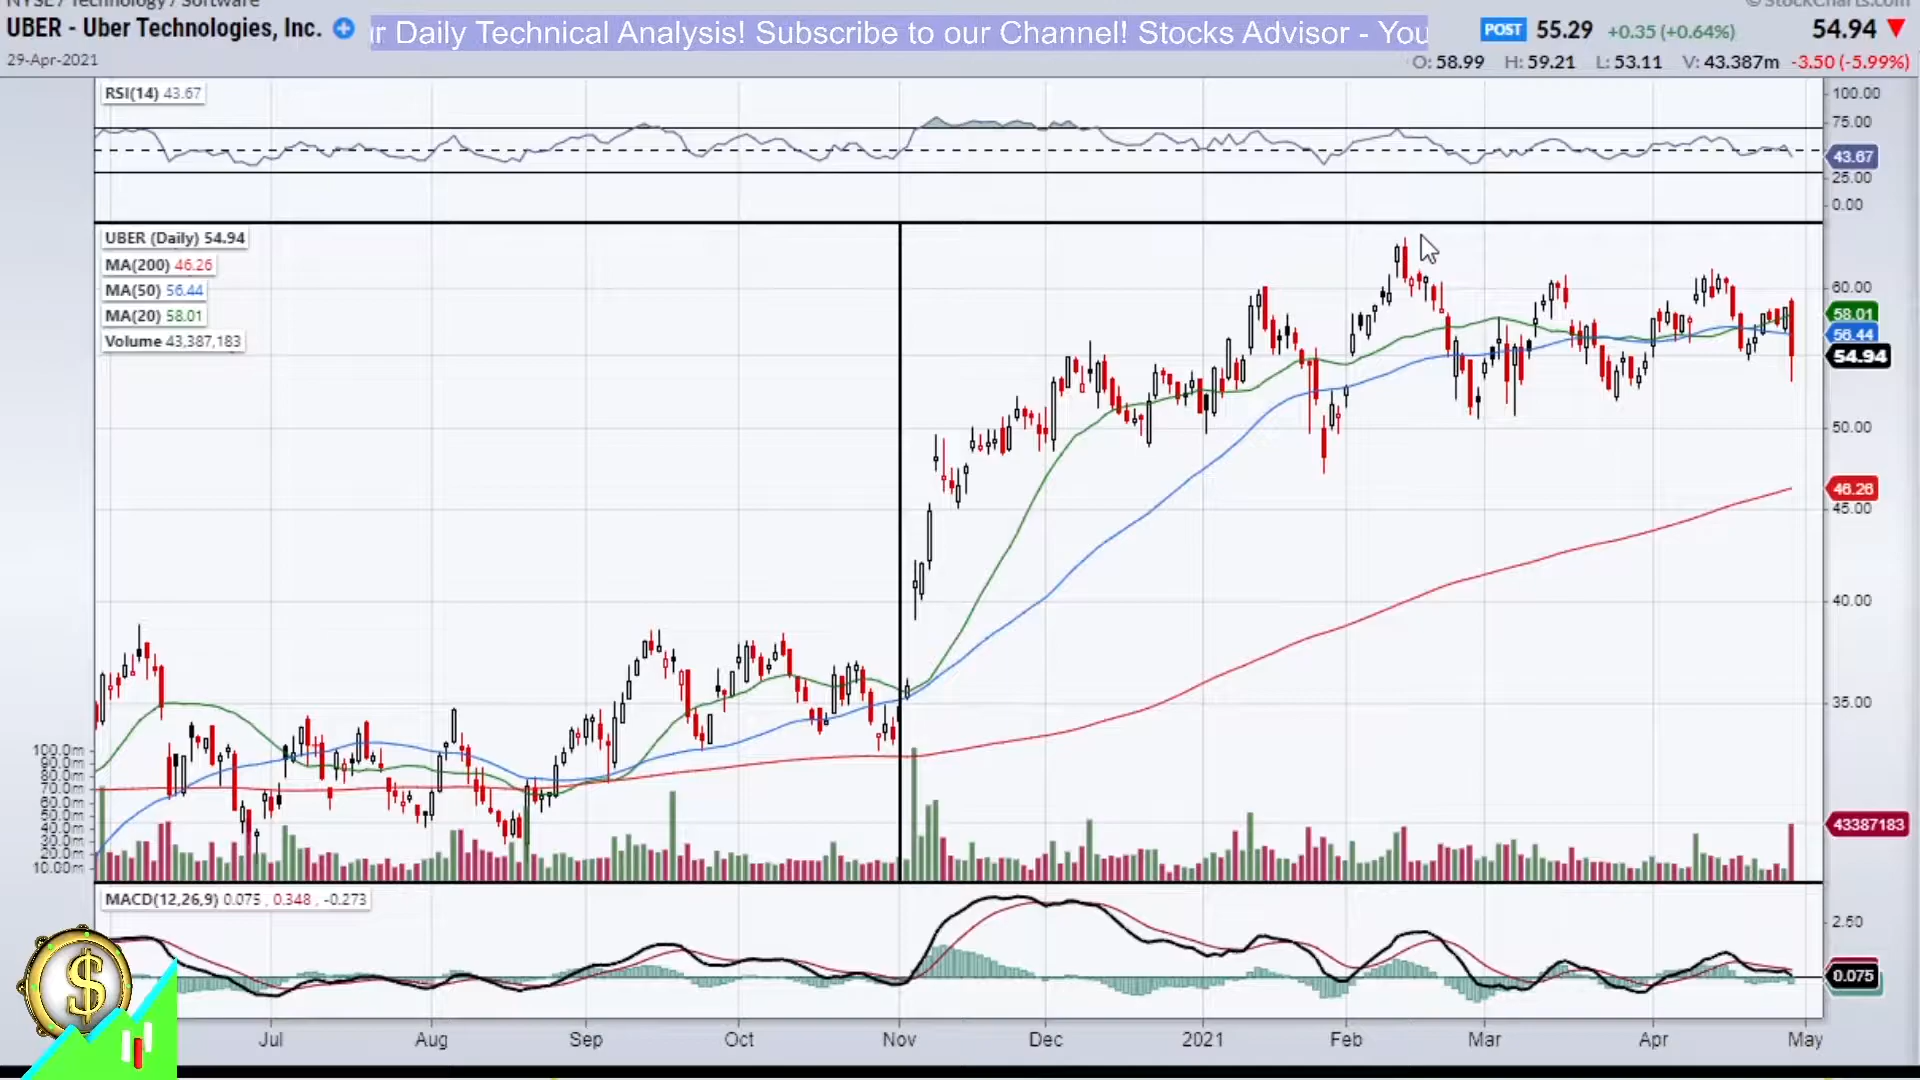 NYSE / Technology / Software
© StockCharts.com
UBER - Uber Technologies, Inc.
r Daily Technical Analysis! Subscribe to our Channel! Stocks Advisor - You
POST 55.29 +0.35 (+0.64%) 54.94
29-Apr-2021
O: 58.99 H: 59.21 L: 53.11 V: 43.387m -3.50 (-5.99%)
RSI(14) 43.67
100.00
75.00
43.67
25.00
0.00
UBER (Daily) 54.94
MA(200) 46.26
MA(50) 56.44
MA(20) 58.01
Volume 43,387,183
60.00
58.01
56.44
54.94
50.00
46.26
45.00
40.00
35.00
100.0m
90.0m
80.0m
70.0m
60.0m
50.0m
40.0m
30.0m
20.0m
10.00m
43387183
MACD(12,26,9) 0.075, 0.348, -0.273
2.50
0.075
Jul Aug Sep Oct Nov Dec 2021 Feb Mar Apr May
$